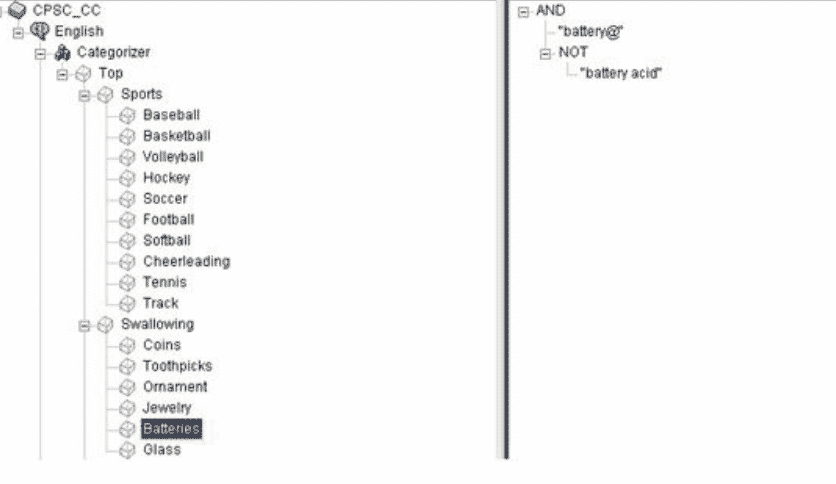 CPSC_CC
English
Categorizer
Top
Sports
Baseball
Basketball
Volleyball
Hockey
Soccer
Football
Softball
Cheerleading
Tennis
Track
Swallowing
Coins
Toothpicks
Ornament
Jewelry
Batteries
Glass
AND
"battery@"
NOT
"battery acid"